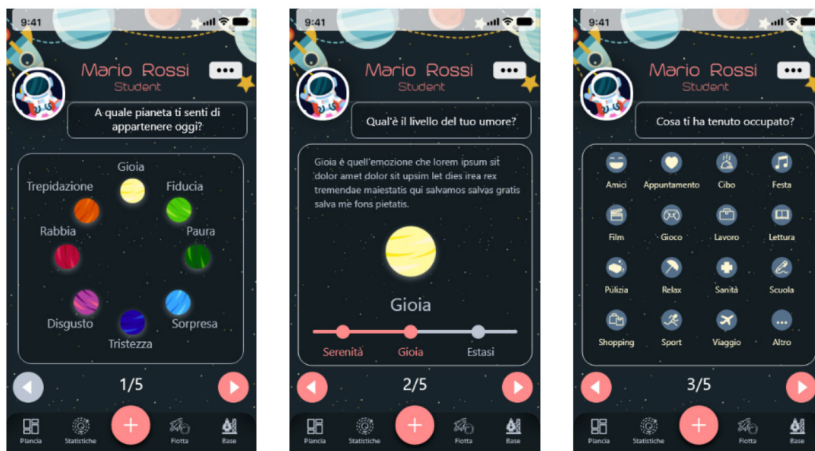 9:41
Mario Rossi
Student
A quale pianeta ti senti di
appartenere oggi?
Gioia
Trepidazione
Fiducia
Rabbia
Paura
Disgusto
Sorpresa
Tristezza
1/5
Plancia
Statistiche
Flotta
Base
9:41
Mario Rossi
Student
Qual'è il livello del tuo umore?
Gioia è quell'emozione che lorem ipsum sit
dolor amet dolor sit upsim let dies irea rex
tremendae maiestatis qui salvamos salvas gratis
salva me fons pietatis.
Gioia
Serenità Gioia Estasi
2/5
Plancia
Statistiche
Flotta
Base
9:41
Mario Rossi
Student
Cosa ti ha tenuto occupato?
Amici Appuntamento Cibo Festa
Film Gioco Lavoro Lettura
Pulizia Relax Sanità Scuola
Shopping Sport Viaggio Altro
3/5
Plancia
Statistiche
Flotta
Base